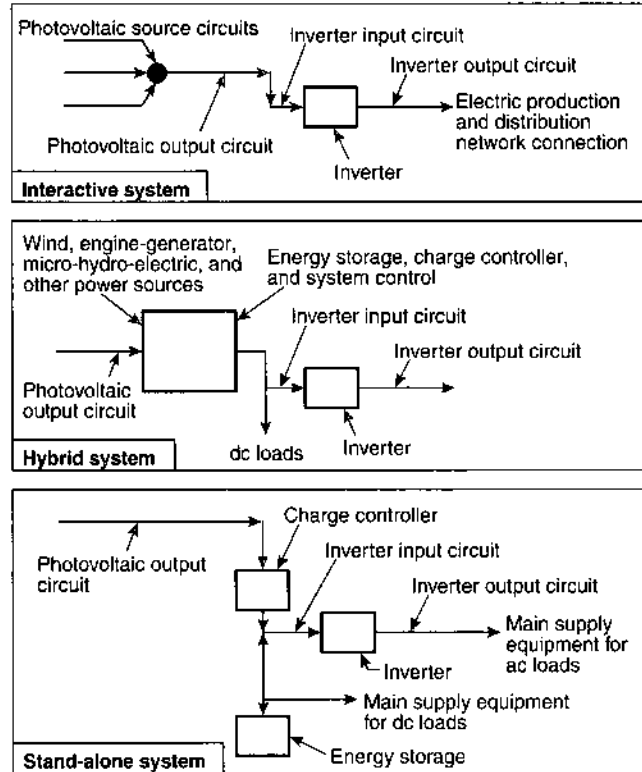 Photovoltaic source circuits
Inverter input circuit
Inverter output circuit
Photovoltaic output circuit
Electric production
and distribution
network connection
Inverter
Interactive system
Wind, engine-generator,
micro-hydro-electric, and
other power sources
Energy storage, charge controller,
and system control
Inverter input circuit
Inverter output circuit
Photovoltaic
output circuit
dc loads
Inverter
Hybrid system
Charge controller
Photovoltaic output
circuit
Inverter input circuit
Inverter output circuit
Main supply
equipment for
ac loads
Inverter
Main supply equipment
for dc loads
Energy storage
Stand-alone system